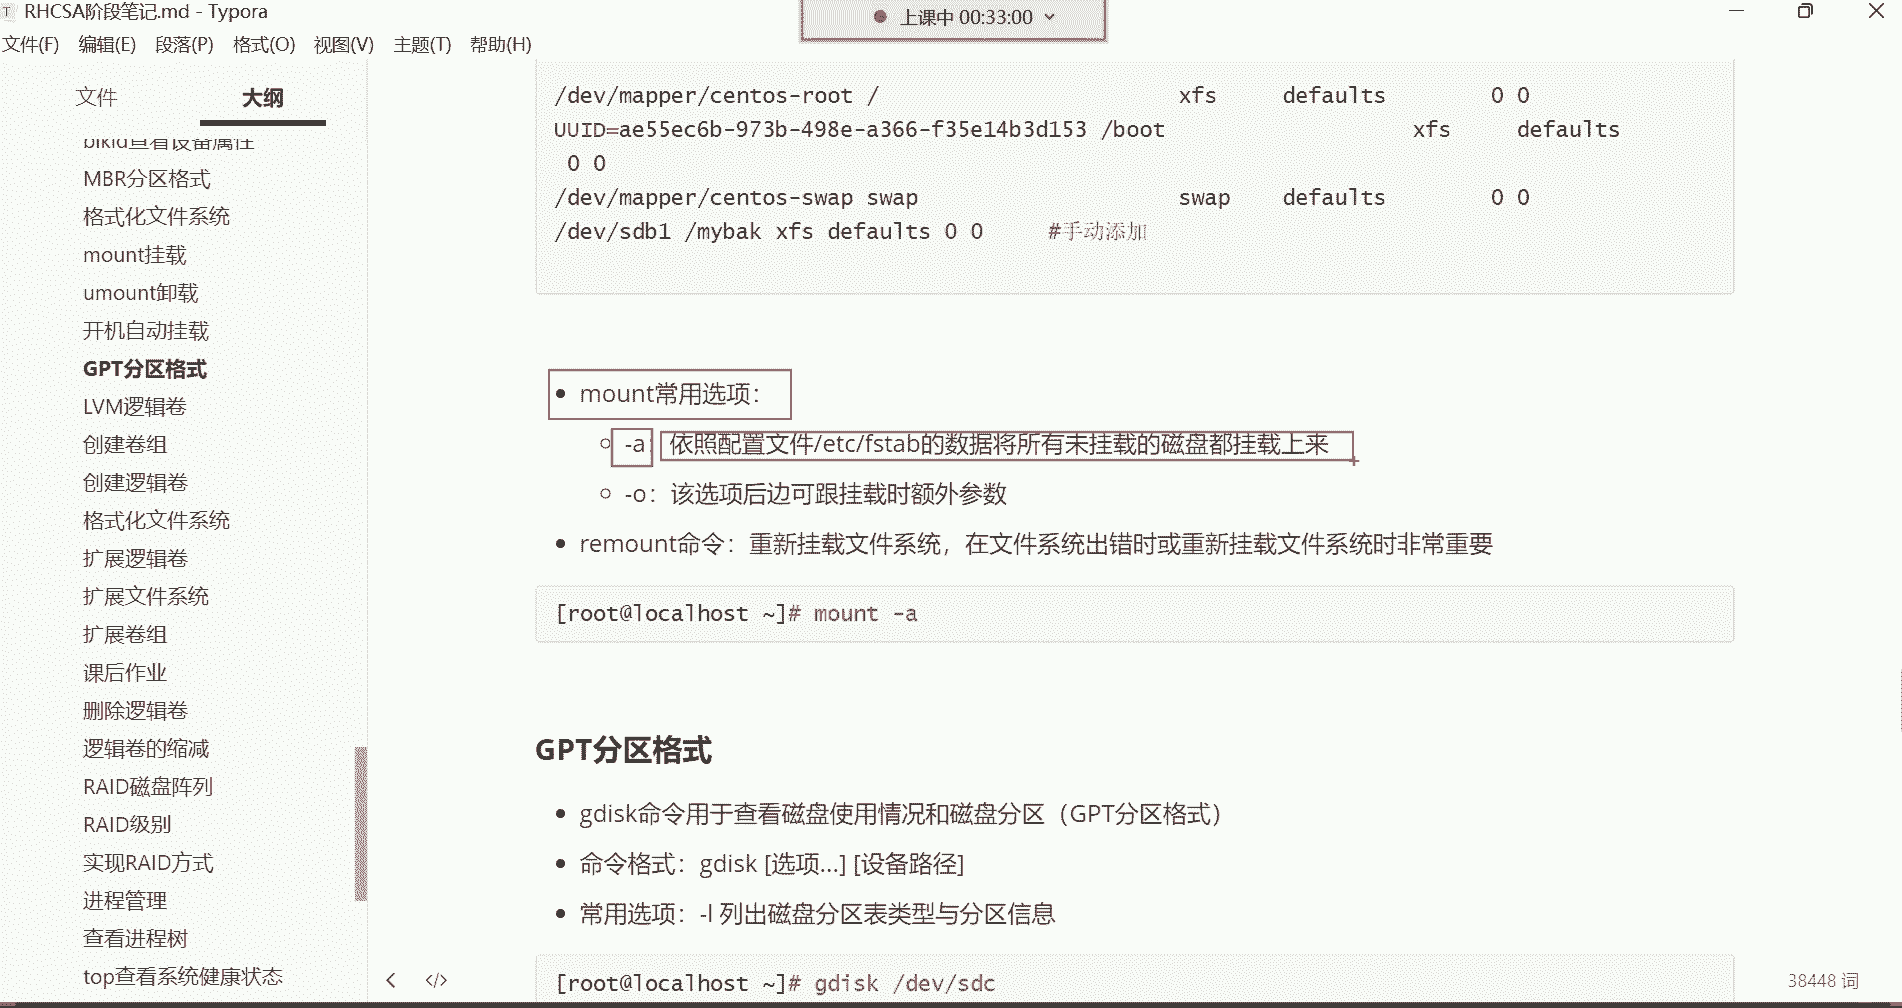 RHCSA阶段笔记.md - Typora
上课中 00:33:00
文件(F) 编辑(E) 段落(P) 格式(O) 视图(V) 主题(T) 帮助(H)
文件 大纲
blkid查看设备属性
MBR分区格式
格式化文件系统
mount挂载
umount卸载
开机自动挂载
GPT分区格式
LVM逻辑卷
创建卷组
创建逻辑卷
格式化文件系统
扩展逻辑卷
扩展文件系统
扩展卷组
课后作业
删除逻辑卷
逻辑卷的缩减
RAID磁盘阵列
RAID级别
实现RAID方式
进程管理
查看进程树
top查看系统健康状态
/dev/mapper/centos-root / xfs defaults 0 0
UUID=ae55ec6b-973b-498e-a366-f35e14b3d153 /boot xfs defaults
0 0
/dev/mapper/centos-swap swap swap defaults 0 0
/dev/sdb1 /mybak xfs defaults 0 0 #手动添加
mount常用选项：
-a 依照配置文件/etc/fstab的数据将所有未挂载的磁盘都挂载上来
-o：该选项后边可跟挂载时额外参数
remount命令：重新挂载文件系统，在文件系统出错时或重新挂载文件系统时非常重要
[root@localhost ~]# mount -a
GPT分区格式
gdisk命令用于查看磁盘使用情况和磁盘分区（GPT分区格式）
命令格式：gdisk [选项...] [设备路径]
常用选项：-l 列出磁盘分区表类型与分区信息
[root@localhost ~]# gdisk /dev/sdc
38448 词